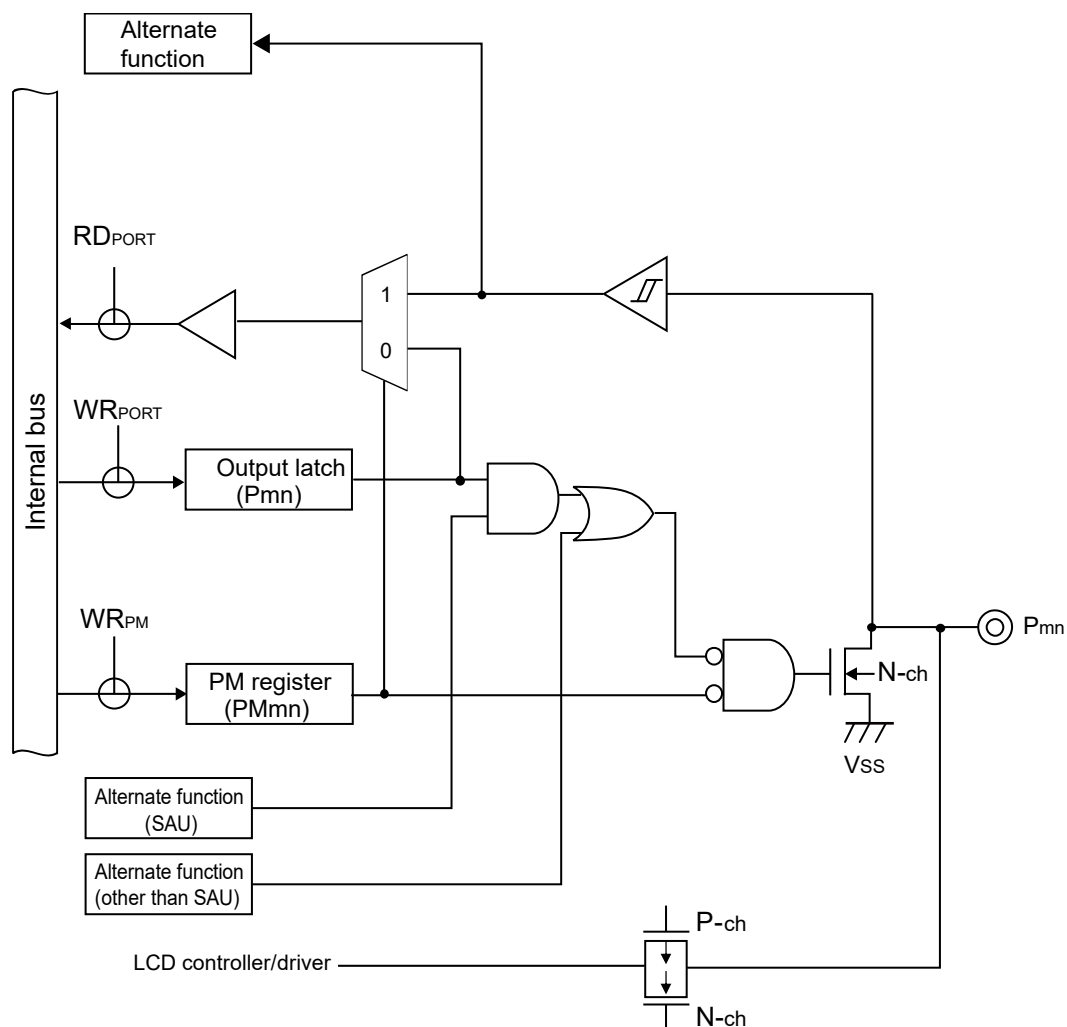 Alternate
function
RDPORT
1
0
WRPORT
Internal bus
Output latch
(Pmn)
WRPM
PM register
(PMmn)
Pmn
N-ch
VSS
Alternate function
(SAU)
Alternate function
(other than SAU)
P-ch
LCD controller/driver
N-ch